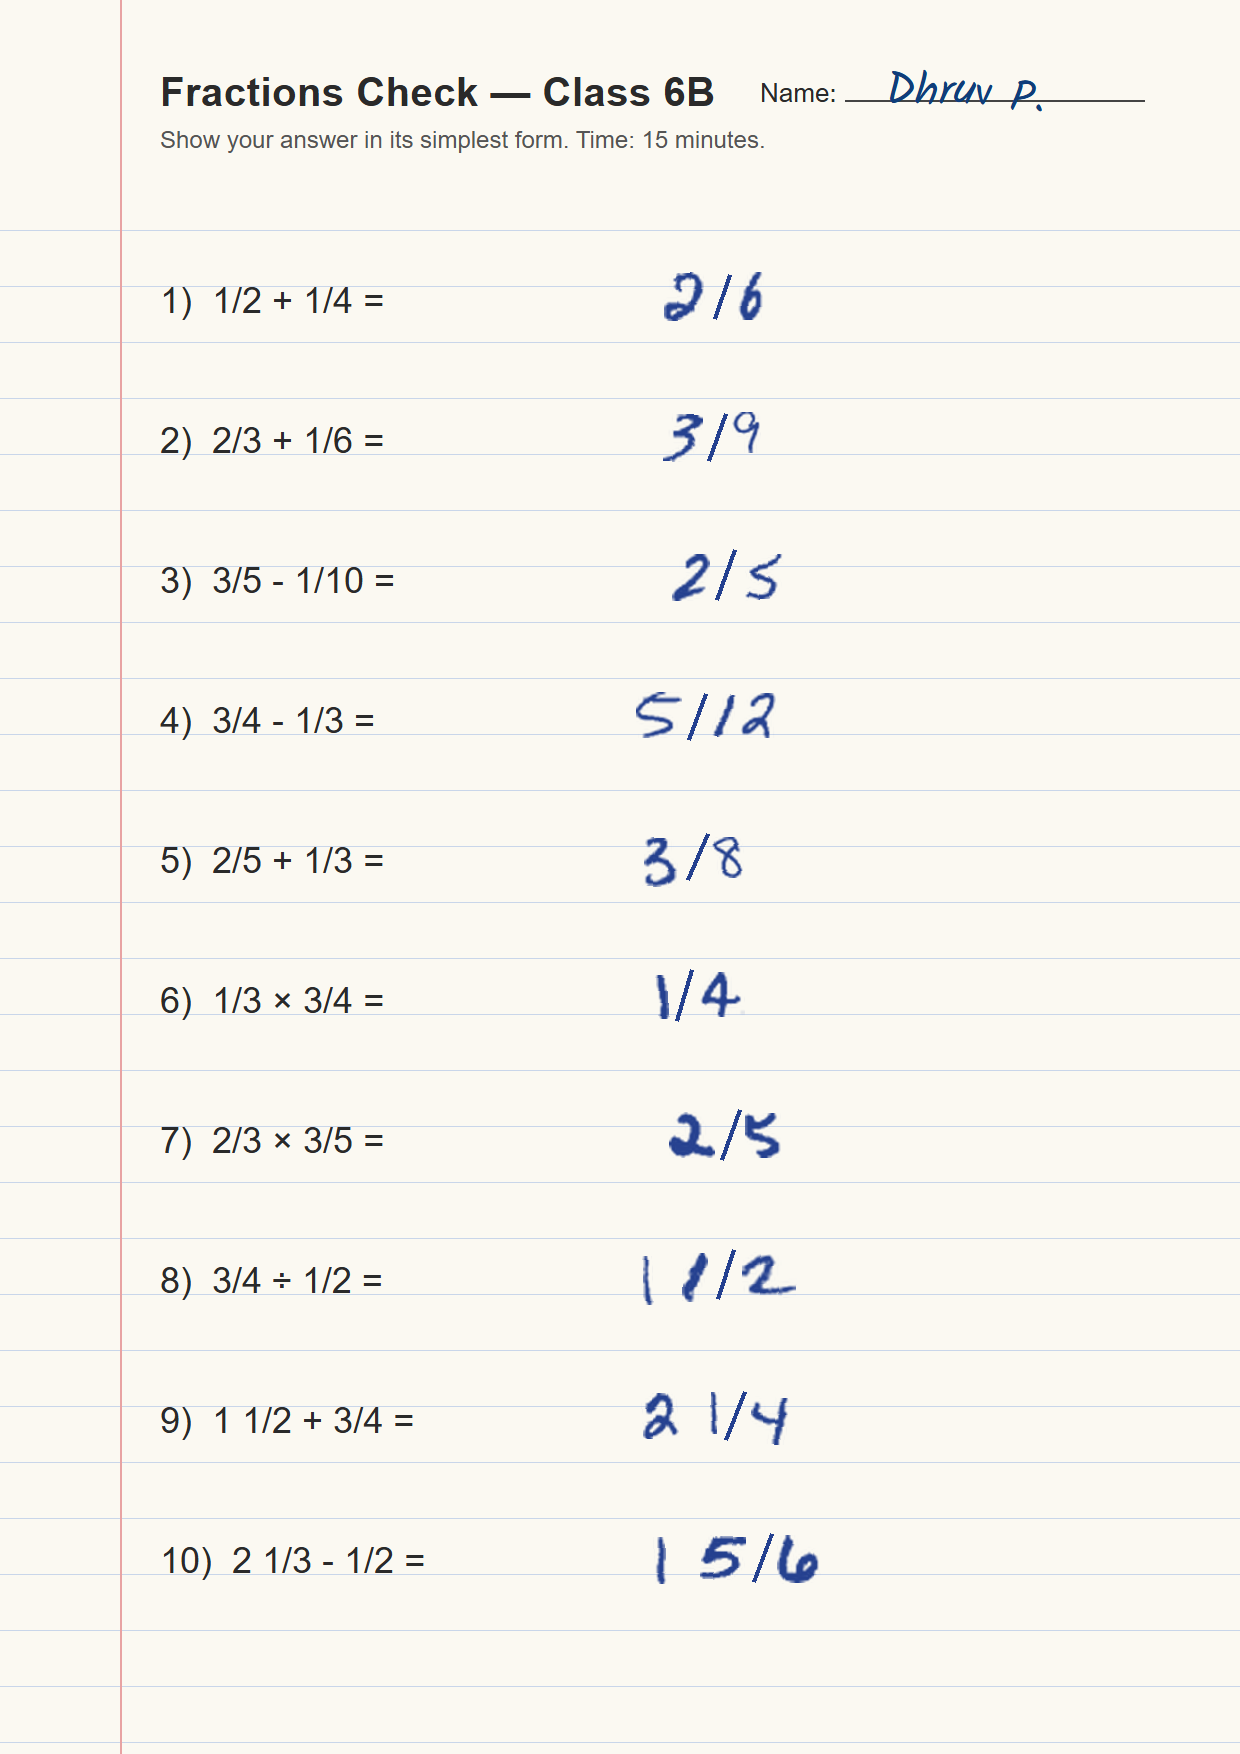 Fractions Check — Class 6B Name: Dhruv P.
Show your answer in its simplest form. Time: 15 minutes.
1) 1/2 + 1/4 = 2/6
2) 2/3 + 1/6 = 3/9
3) 3/5 - 1/10 = 2/5
4) 3/4 - 1/3 = 5/12
5) 2/5 + 1/3 = 3/8
6) 1/3 × 3/4 = 1/4
7) 2/3 × 3/5 = 2/5
8) 3/4 ÷ 1/2 = 1 1/2
9) 1 1/2 + 3/4 = 2 1/4
10) 2 1/3 - 1/2 = 1 5/6